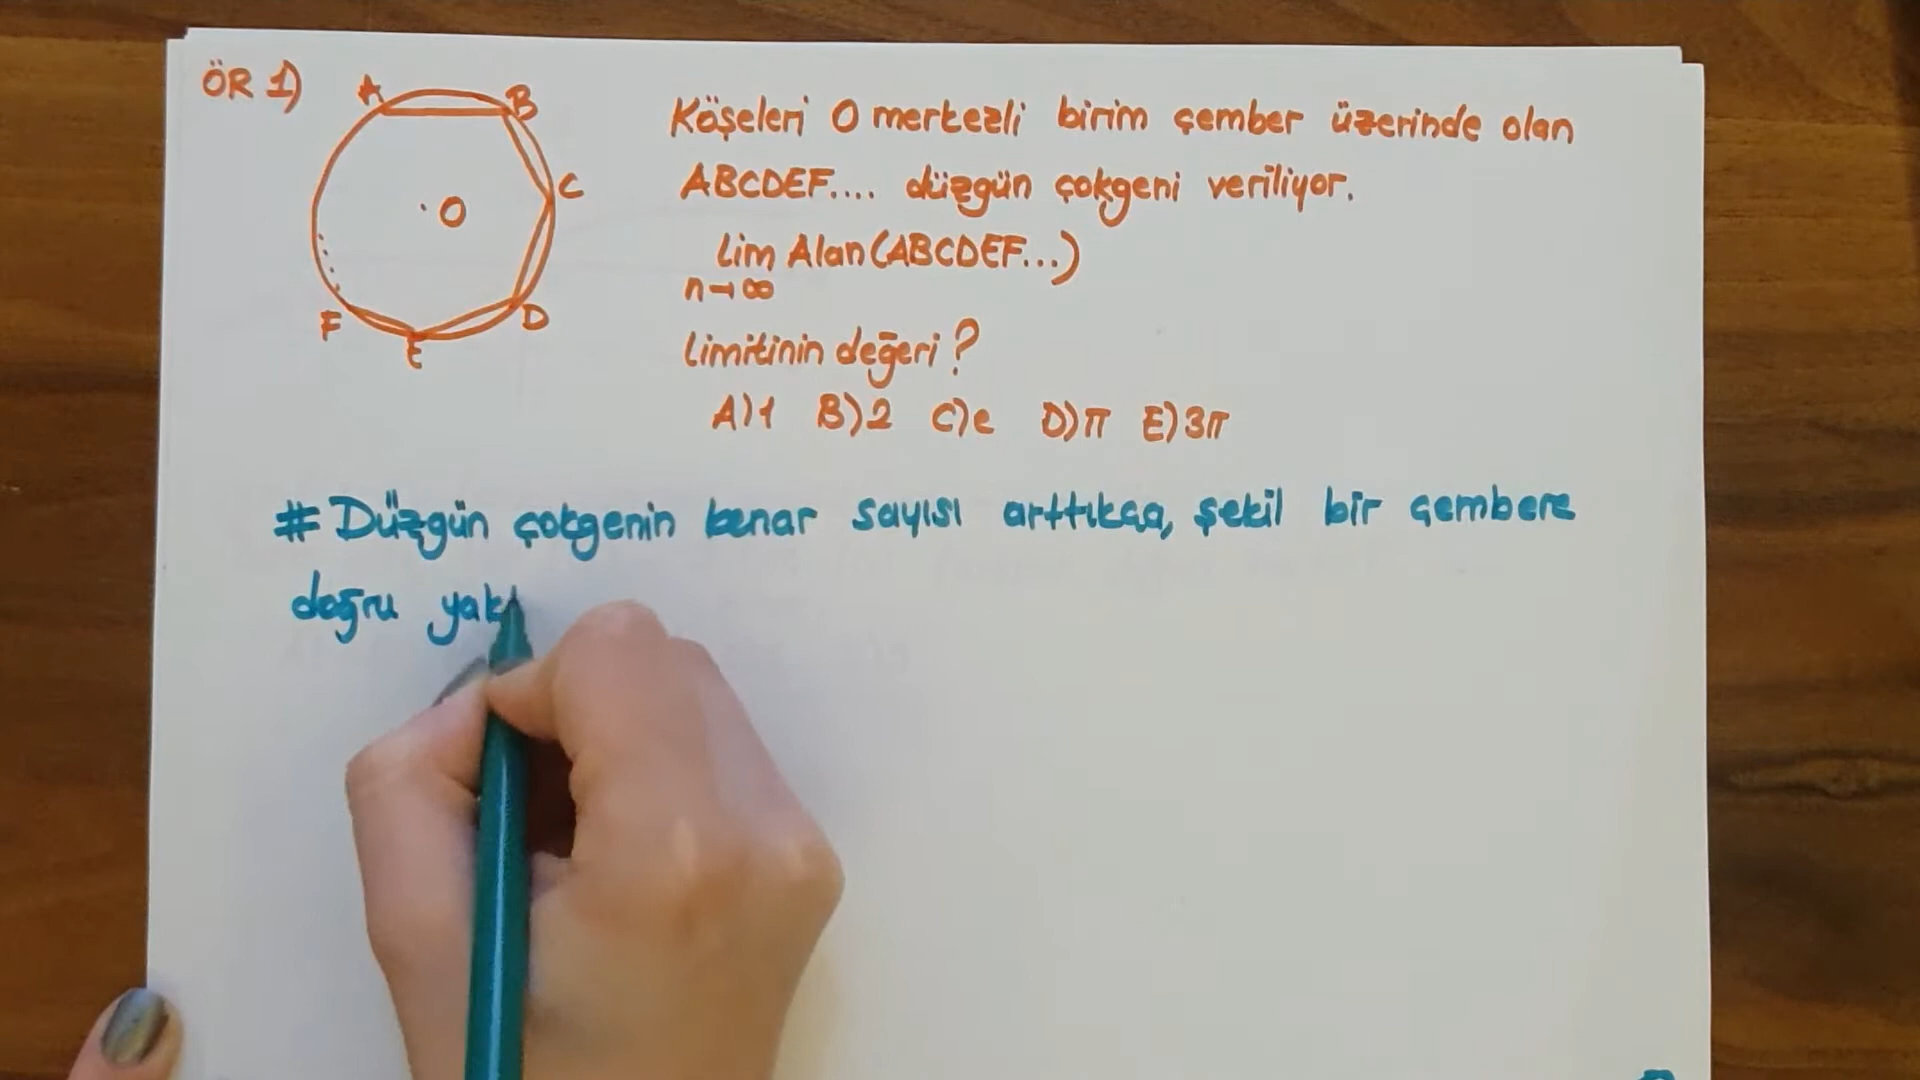 ÖR 1)
A
B
C
O
D
E
F
Köşeleri O merkezli birim çember üzerinde olan
ABCDEF.... düzgün çokgeni veriliyor.
Lim Alan(ABCDEF...)
n→∞
Limitinin değeri ?
A)1 B)2 C)e D)π E)3π
# Düzgün çokgenin kenar sayısı arttıkça, şekil bir çembere
doğru yak